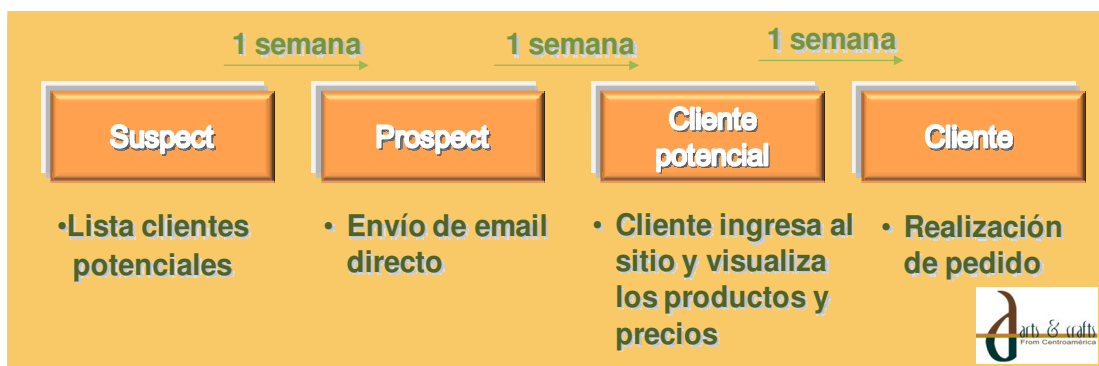 1 semana
1 semana
1 semana
Suspect
Prospect
Cliente
potencial
Cliente
•Lista clientes
potenciales
• Envío de email
directo
• Cliente ingresa al
sitio y visualiza
los productos y
precios
• Realización
de pedido
arts & crafts
From Centroamérica